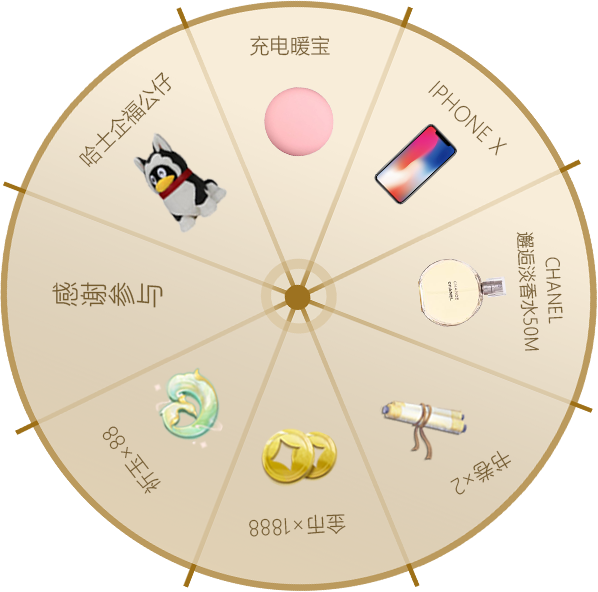 充电暖宝
IPHONE X
CHANEL
邂逅淡香水50M
书卷×2
金币×1888
祈玉×88
感谢参与
哈士企福公仔